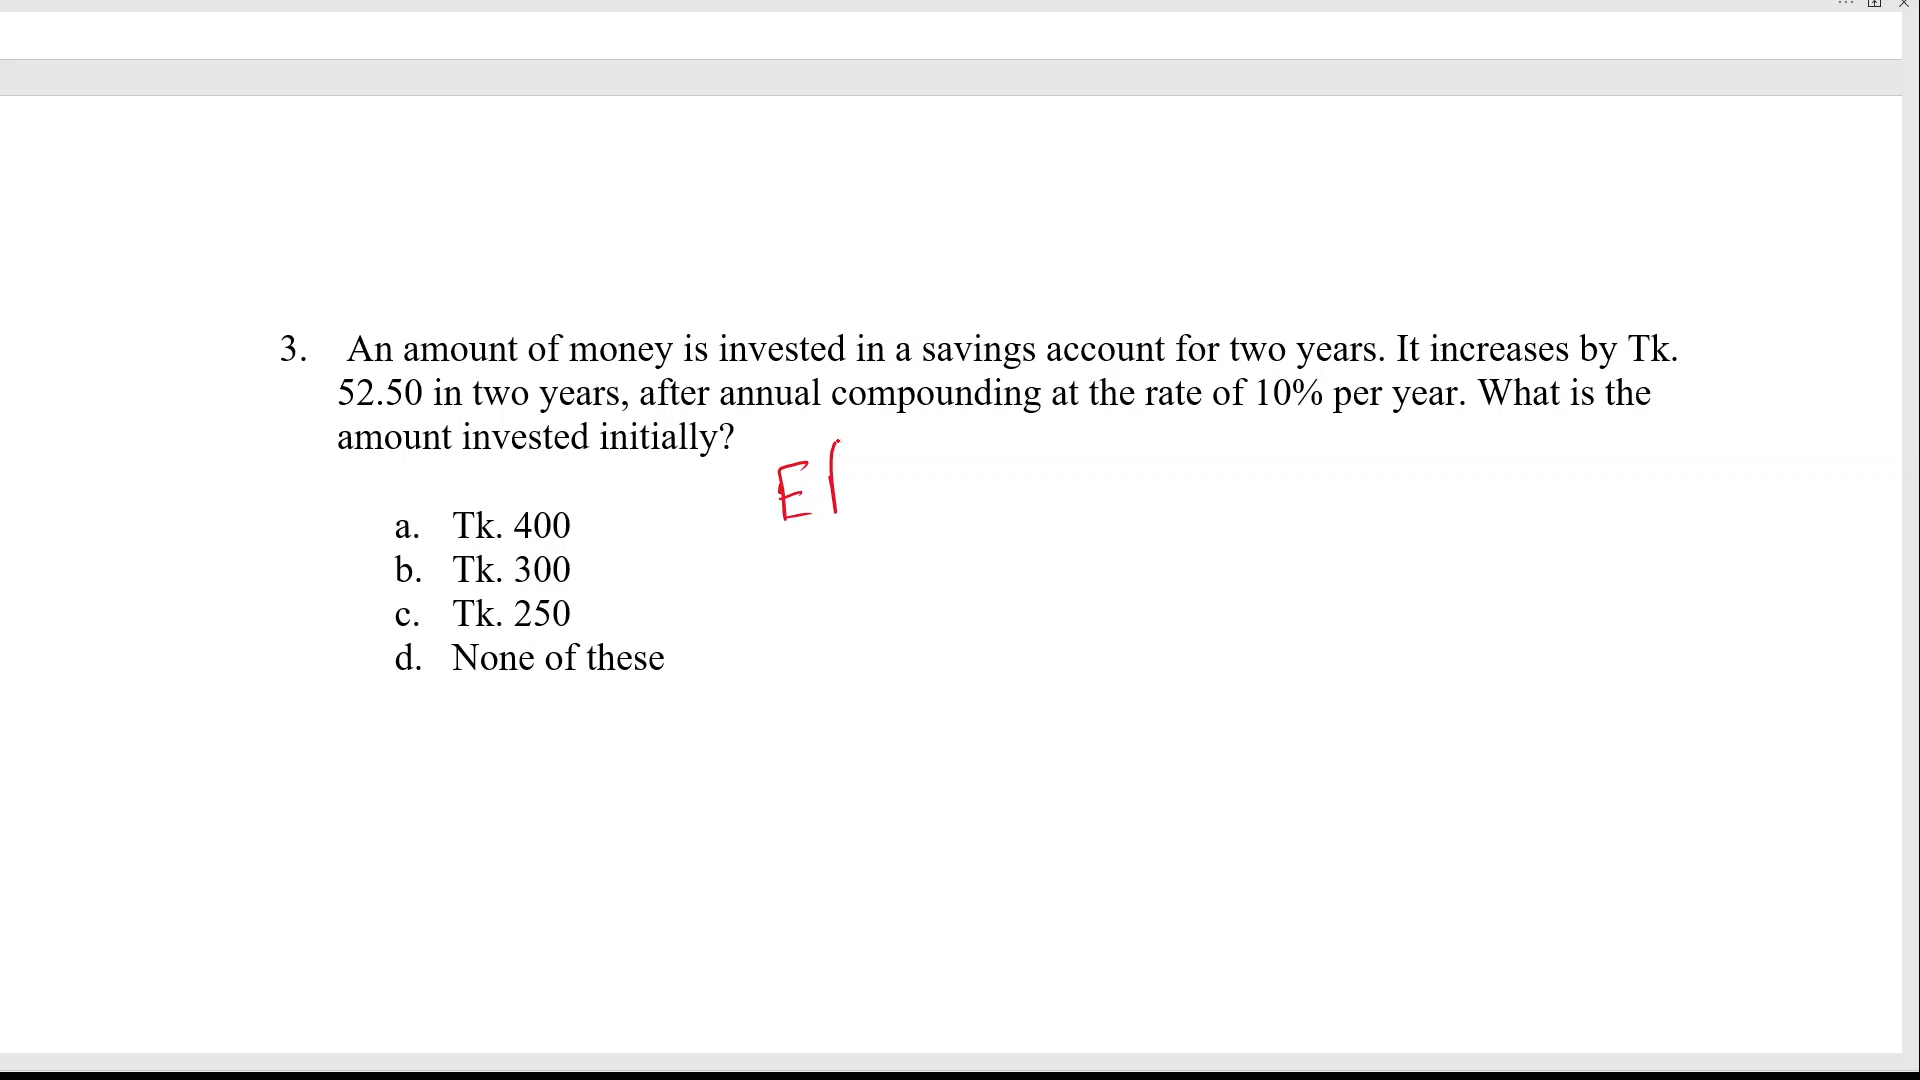 3. An amount of money is invested in a savings account for two years. It increases by Tk.
52.50 in two years, after annual compounding at the rate of 10% per year. What is the
amount invested initially?
E
a. Tk. 400
b. Tk. 300
c. Tk. 250
d. None of these